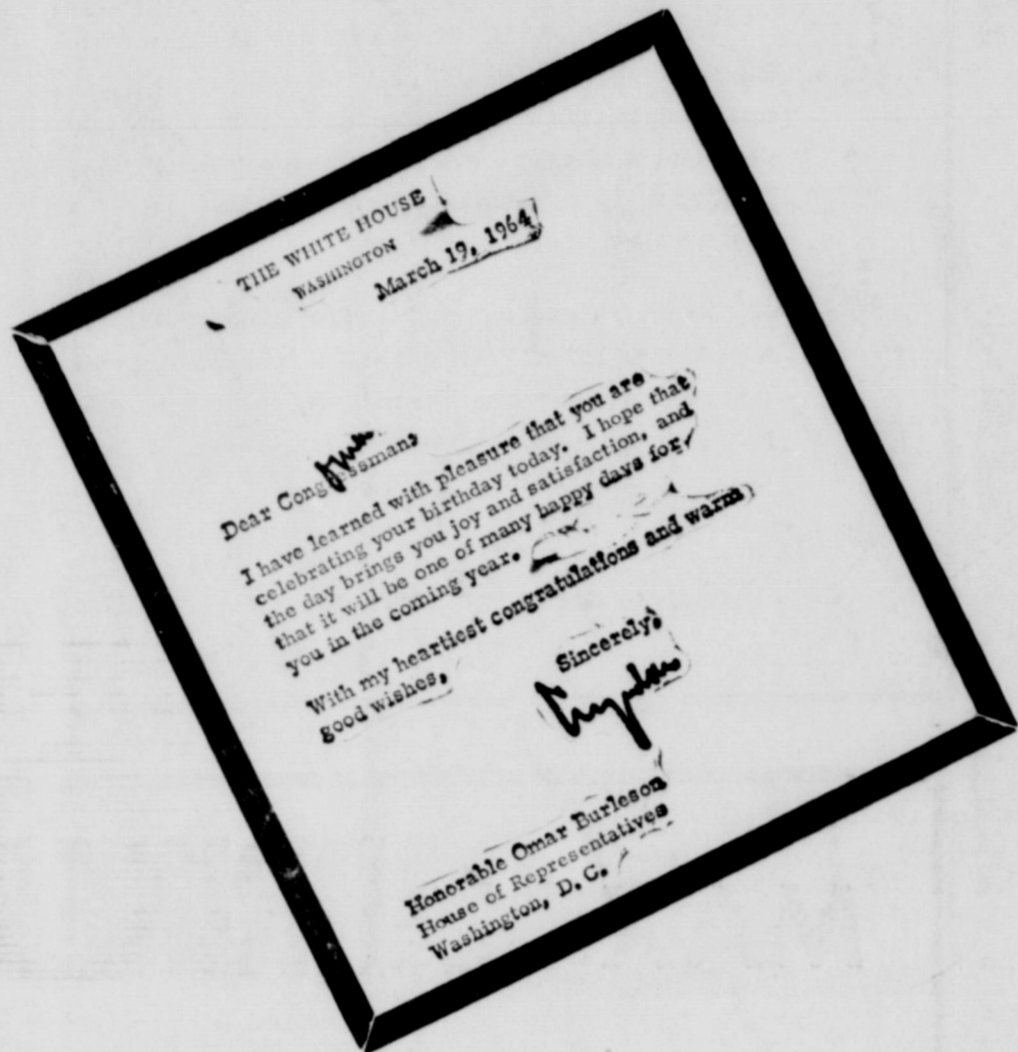 THE WHITE HOUSE
WASHINGTON
March 19, 1964
Dear Congressman:
I have learned with pleasure that you are
celebrating your birthday today. I hope that
the day brings you joy and satisfaction, and
that it will be one of many happy days for
you in the coming year.
With my heartiest congratulations and warm
good wishes,
Sincerely,
Honorable Omar Burleson
House of Representatives
Washington, D. C.